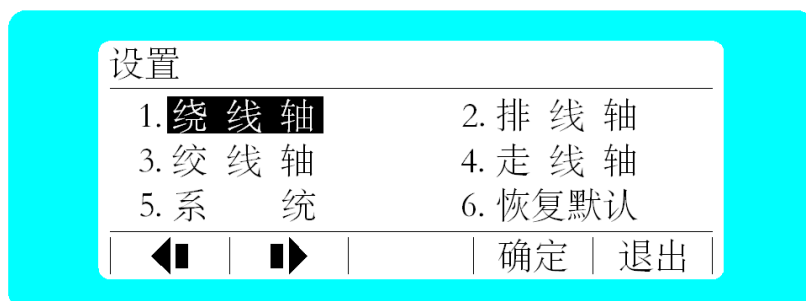 设置
1. 绕 线 轴 2. 排 线 轴
3. 绞 线 轴 4. 走 线 轴
5. 系 统 6. 恢复默认
确定 退出